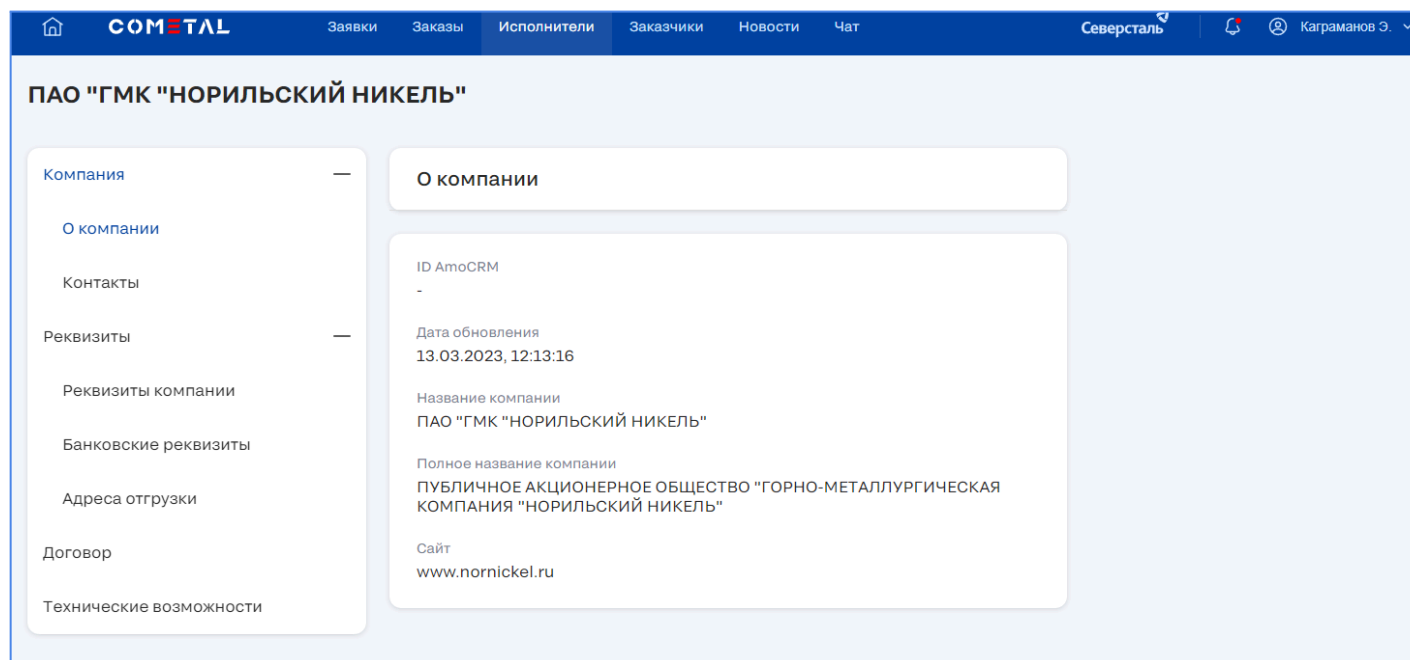 COMETAL Заявки Заказы Исполнители Заказчики Новости Чат Северсталь Каграманов Э.
ПАО "ГМК "НОРИЛЬСКИЙ НИКЕЛЬ"
Компания
О компании
Контакты
Реквизиты
Реквизиты компании
Банковские реквизиты
Адреса отгрузки
Договор
Технические возможности
О компании
ID AmoCRM
-
Дата обновления
13.03.2023, 12:13:16
Название компании
ПАО "ГМК "НОРИЛЬСКИЙ НИКЕЛЬ"
Полное название компании
ПУБЛИЧНОЕ АКЦИОНЕРНОЕ ОБЩЕСТВО "ГОРНО-МЕТАЛЛУРГИЧЕСКАЯ
КОМПАНИЯ "НОРИЛЬСКИЙ НИКЕЛЬ"
Сайт
www.nornickel.ru